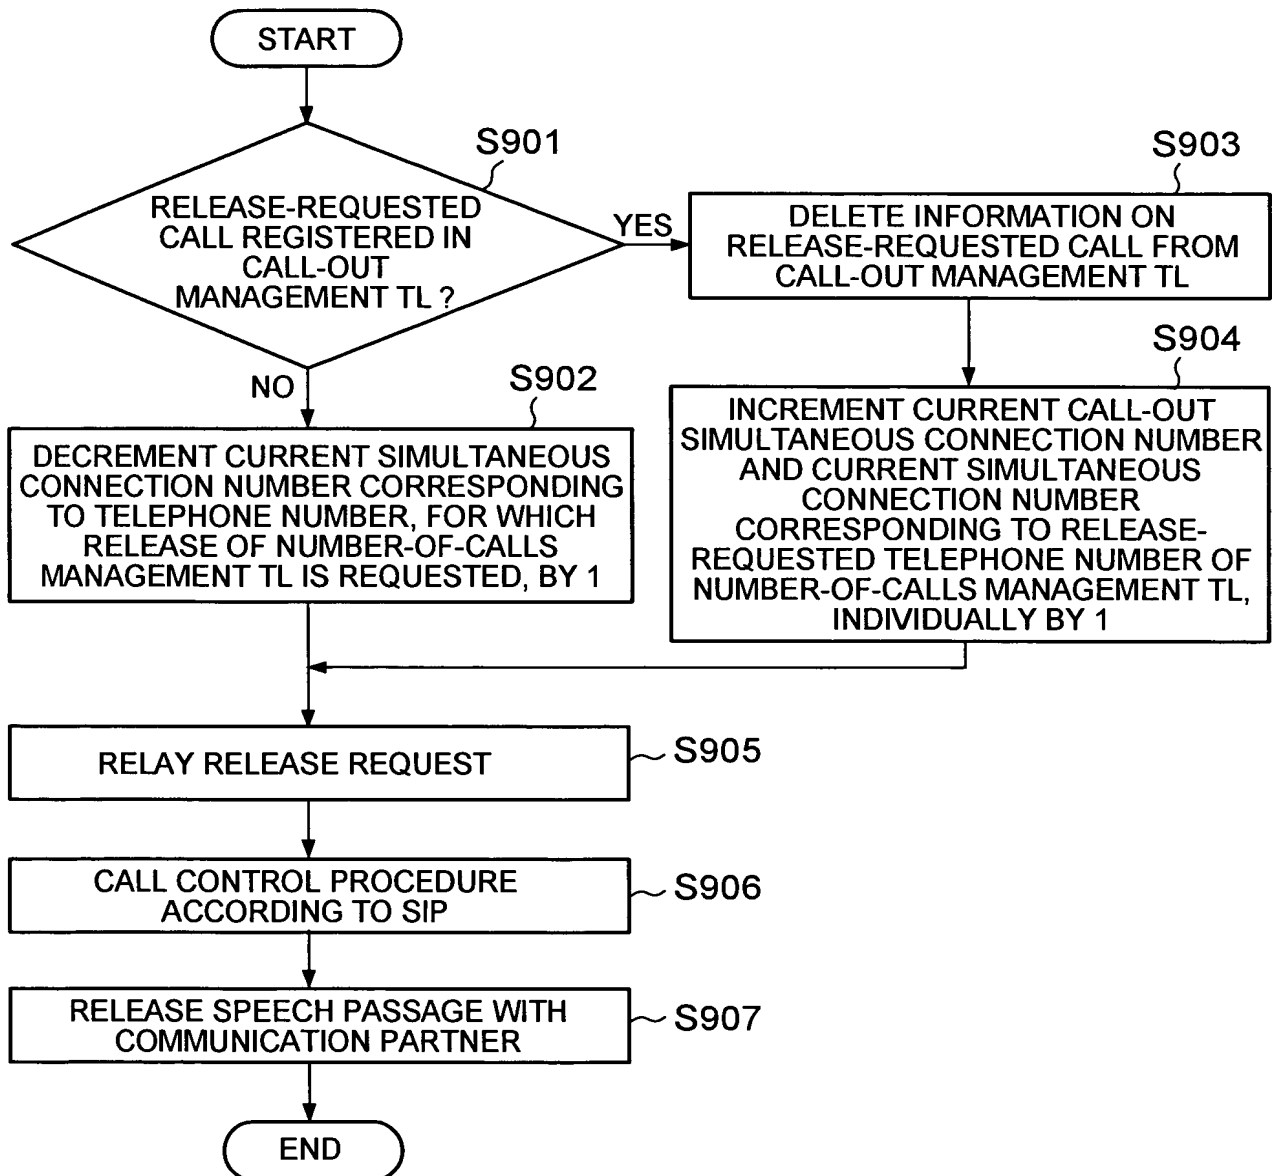 START
S901
RELEASE-REQUESTED
CALL REGISTERED IN
CALL-OUT
MANAGEMENT TL ?
YES
NO
S903
DELETE INFORMATION ON
RELEASE-REQUESTED CALL FROM
CALL-OUT MANAGEMENT TL
S902
DECREMENT CURRENT SIMULTANEOUS
CONNECTION NUMBER CORRESPONDING
TO TELEPHONE NUMBER, FOR WHICH
RELEASE OF NUMBER-OF-CALLS
MANAGEMENT TL IS REQUESTED, BY 1
S904
INCREMENT CURRENT CALL-OUT
SIMULTANEOUS CONNECTION NUMBER
AND CURRENT SIMULTANEOUS
CONNECTION NUMBER
CORRESPONDING TO RELEASE-
REQUESTED TELEPHONE NUMBER OF
NUMBER-OF-CALLS MANAGEMENT TL,
INDIVIDUALLY BY 1
RELAY RELEASE REQUEST
S905
CALL CONTROL PROCEDURE
ACCORDING TO SIP
S906
RELEASE SPEECH PASSAGE WITH
COMMUNICATION PARTNER
S907
END